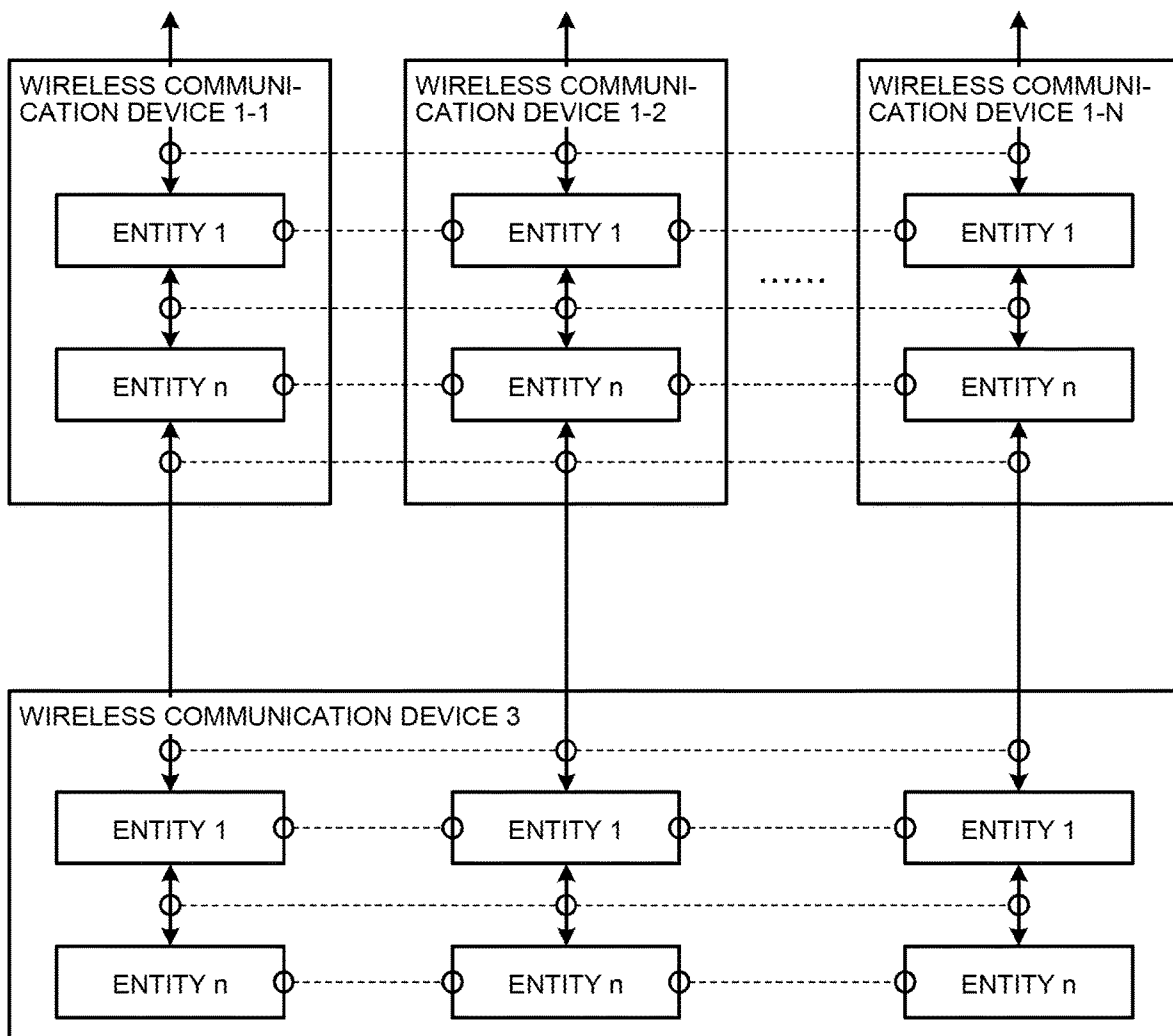 WIRELESS COMMUNI-
CATION DEVICE 1-1
WIRELESS COMMUNI-
CATION DEVICE 1-2
WIRELESS COMMUNI-
CATION DEVICE 1-N
ENTITY 1
ENTITY 1
ENTITY 1
......
ENTITY n
ENTITY n
ENTITY n
WIRELESS COMMUNICATION DEVICE 3
ENTITY 1
ENTITY 1
ENTITY 1
ENTITY n
ENTITY n
ENTITY n